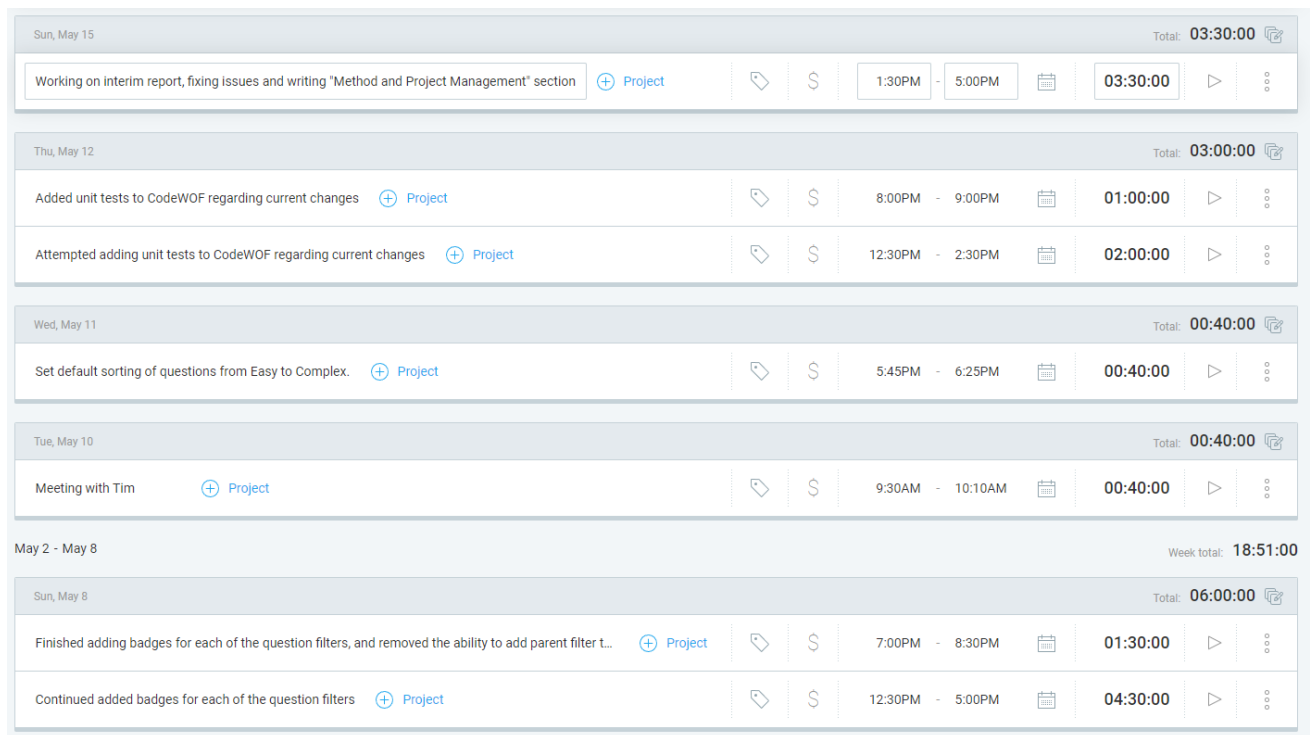 Sun, May 15 Total: 03:30:00
Working on interim report, fixing issues and writing "Method and Project Management" section Project $ 1:30PM - 5:00PM 03:30:00
Thu, May 12 Total: 03:00:00
Added unit tests to CodeWOF regarding current changes Project $ 8:00PM - 9:00PM 01:00:00
Attempted adding unit tests to CodeWOF regarding current changes Project $ 12:30PM - 2:30PM 02:00:00
Wed, May 11 Total: 00:40:00
Set default sorting of questions from Easy to Complex. Project $ 5:45PM - 6:25PM 00:40:00
Tue, May 10 Total: 00:40:00
Meeting with Tim Project $ 9:30AM - 10:10AM 00:40:00
May 2 - May 8 Week total: 18:51:00
Sun, May 8 Total: 06:00:00
Finished adding badges for each of the question filters, and removed the ability to add parent filter t... Project $ 7:00PM - 8:30PM 01:30:00
Continued added badges for each of the question filters Project $ 12:30PM - 5:00PM 04:30:00